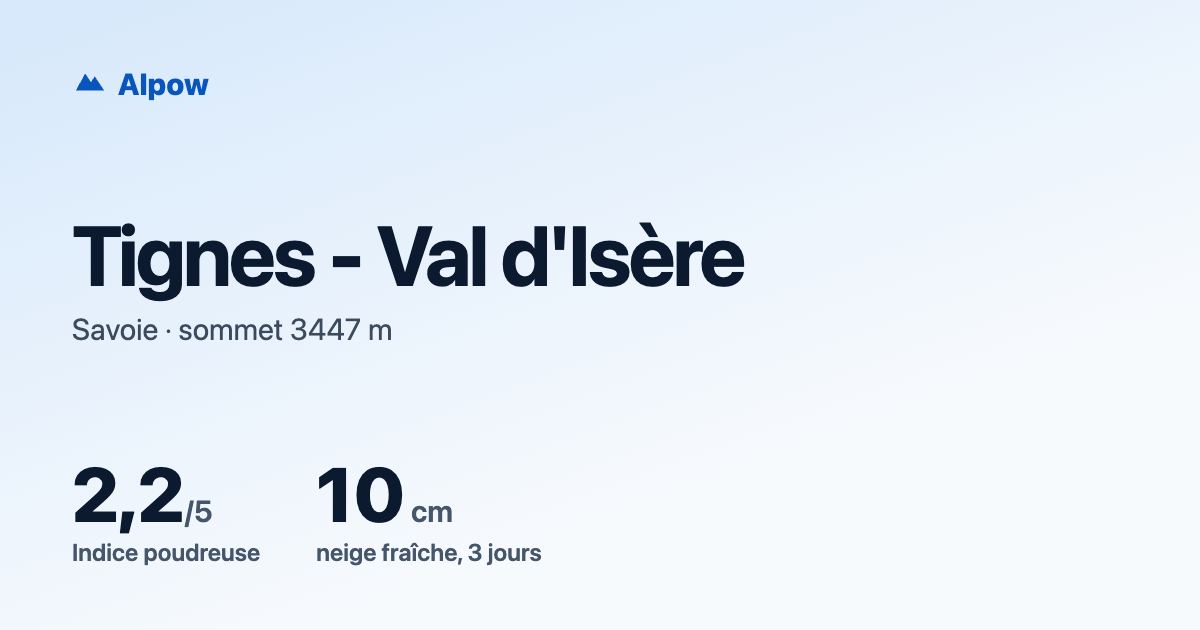 Alpow
Tignes - Val d'Isère
Savoie · sommet 3447 m
2,2/5
Indice poudreuse
10 cm
neige fraîche, 3 jours